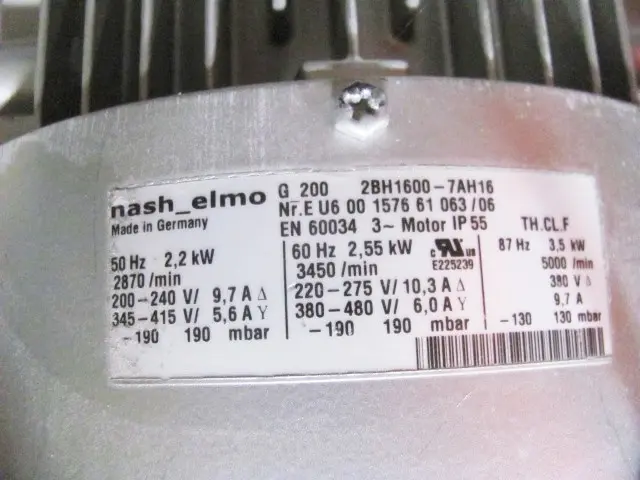 nash_elmo
Made in Germany
G 200 2BH1600-7AH16
Nr.E U6 00 1576 61 063/06
EN 60034 3~ Motor IP 55 TH.CL.F
50 Hz 2,2 kW
2870 /min
200-240 V/ 9,7 A Δ
345-415 V/ 5,6 A Y
-190 190 mbar
60 Hz 2,55 kW
3450 /min
220-275 V/ 10,3 A Δ
380-480 V/ 6,0 A Y
-190 190 mbar
c RU us
E225239
87 Hz 3,5 kW
5000 /min
380 V Δ
9,7 A
-130 130 mbar